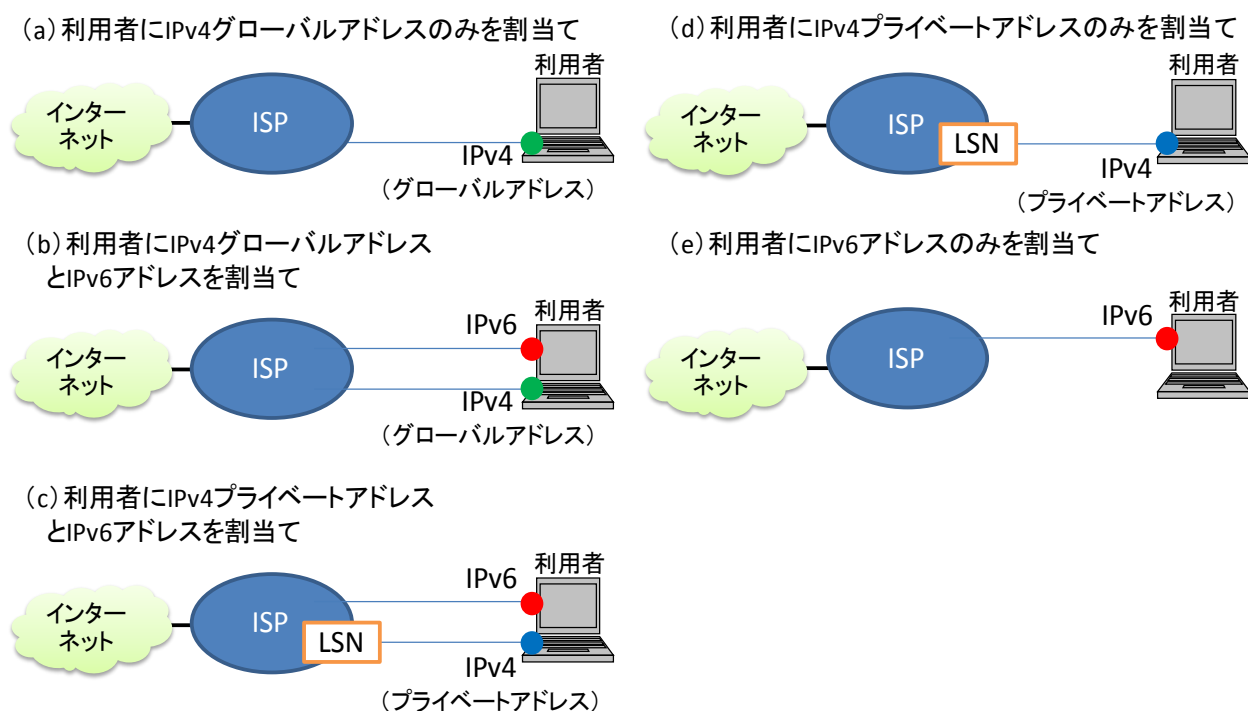 (a)利用者にIPv4グローバルアドレスのみを割当て
利用者
インター
ネット
ISP
IPv4
(グローバルアドレス)
(b)利用者にIPv4グローバルアドレス
とIPv6アドレスを割当て
利用者
IPv6
インター
ネット
ISP
IPv4
(グローバルアドレス)
(c)利用者にIPv4プライベートアドレス
とIPv6アドレスを割当て
利用者
IPv6
インター
ネット
ISP
LSN
IPv4
(プライベートアドレス)
(d)利用者にIPv4プライベートアドレスのみを割当て
利用者
インター
ネット
ISP
LSN
IPv4
(プライベートアドレス)
(e)利用者にIPv6アドレスのみを割当て
利用者
IPv6
インター
ネット
ISP